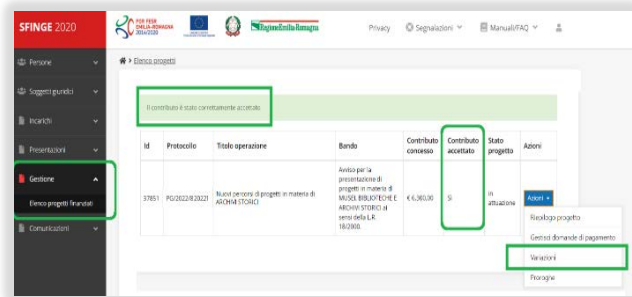 SFINGE 2020
POR FESR
EMILIA-ROMAGNA
2014/2020
RegioneEmilia-Romagna
Privacy
Segnalazioni
Manuali/FAQ
Persone
Soggetti giuridici
Incarichi
Presentazioni
Gestione
Elenco progetti finanziati
Comunicazioni
> Elenco progetti
Il contributo è stato correttamente accettato.
Id Protocollo Titolo operazione Bando Contributo concesso Contributo accettato Stato progetto Azioni
37851 PG/2022/820221
Nuovi percorsi di progetti in materia di
ARCHIVI STORICI
Avviso per la
presentazione di
progetti in materia di
MUSEI, BIBLIOTECHE E
ARCHIVI STORICI ai
sensi della L.R.
18/2000.
€ 6.300,00
Sì
in
attuazione
Azioni
Riepilogo progetto
Gestisci domande di pagamento
Variazioni
Proroghe